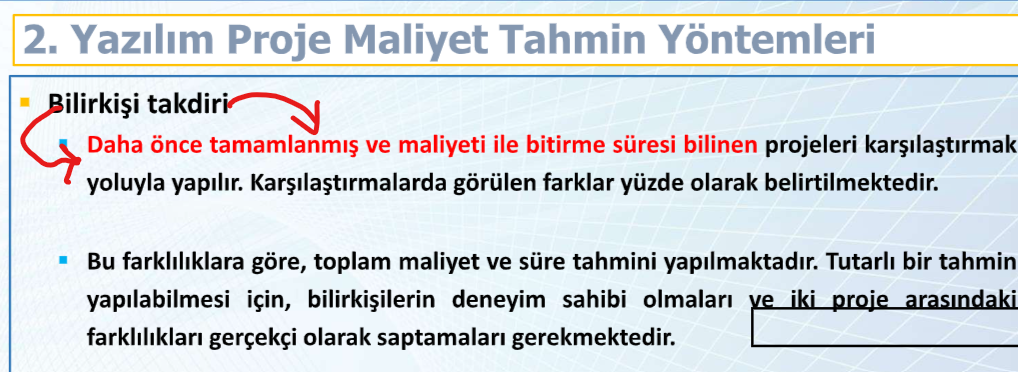 2. Yazılım Proje Maliyet Tahmin Yöntemleri
Bilirkişi takdiri
Daha önce tamamlanmış ve maliyeti ile bitirme süresi bilinen projeleri karşılaştırmak
yoluyla yapılır. Karşılaştırmalarda görülen farklar yüzde olarak belirtilmektedir.
Bu farklılıklara göre, toplam maliyet ve süre tahmini yapılmaktadır. Tutarlı bir tahmin
yapılabilmesi için, bilirkişilerin deneyim sahibi olmaları ve iki proje arasındaki
farklılıkları gerçekçi olarak saptamaları gerekmektedir.